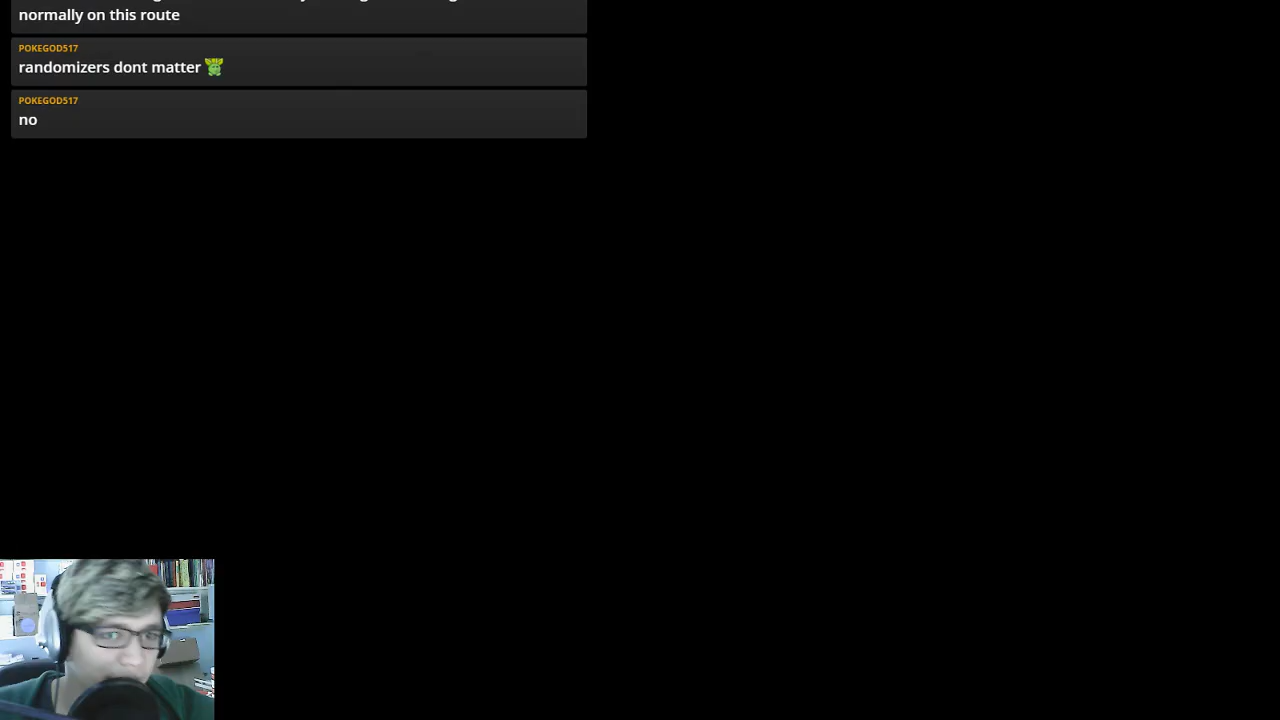 normally on this route
POKEGOD517
randomizers dont matter
POKEGOD517
no